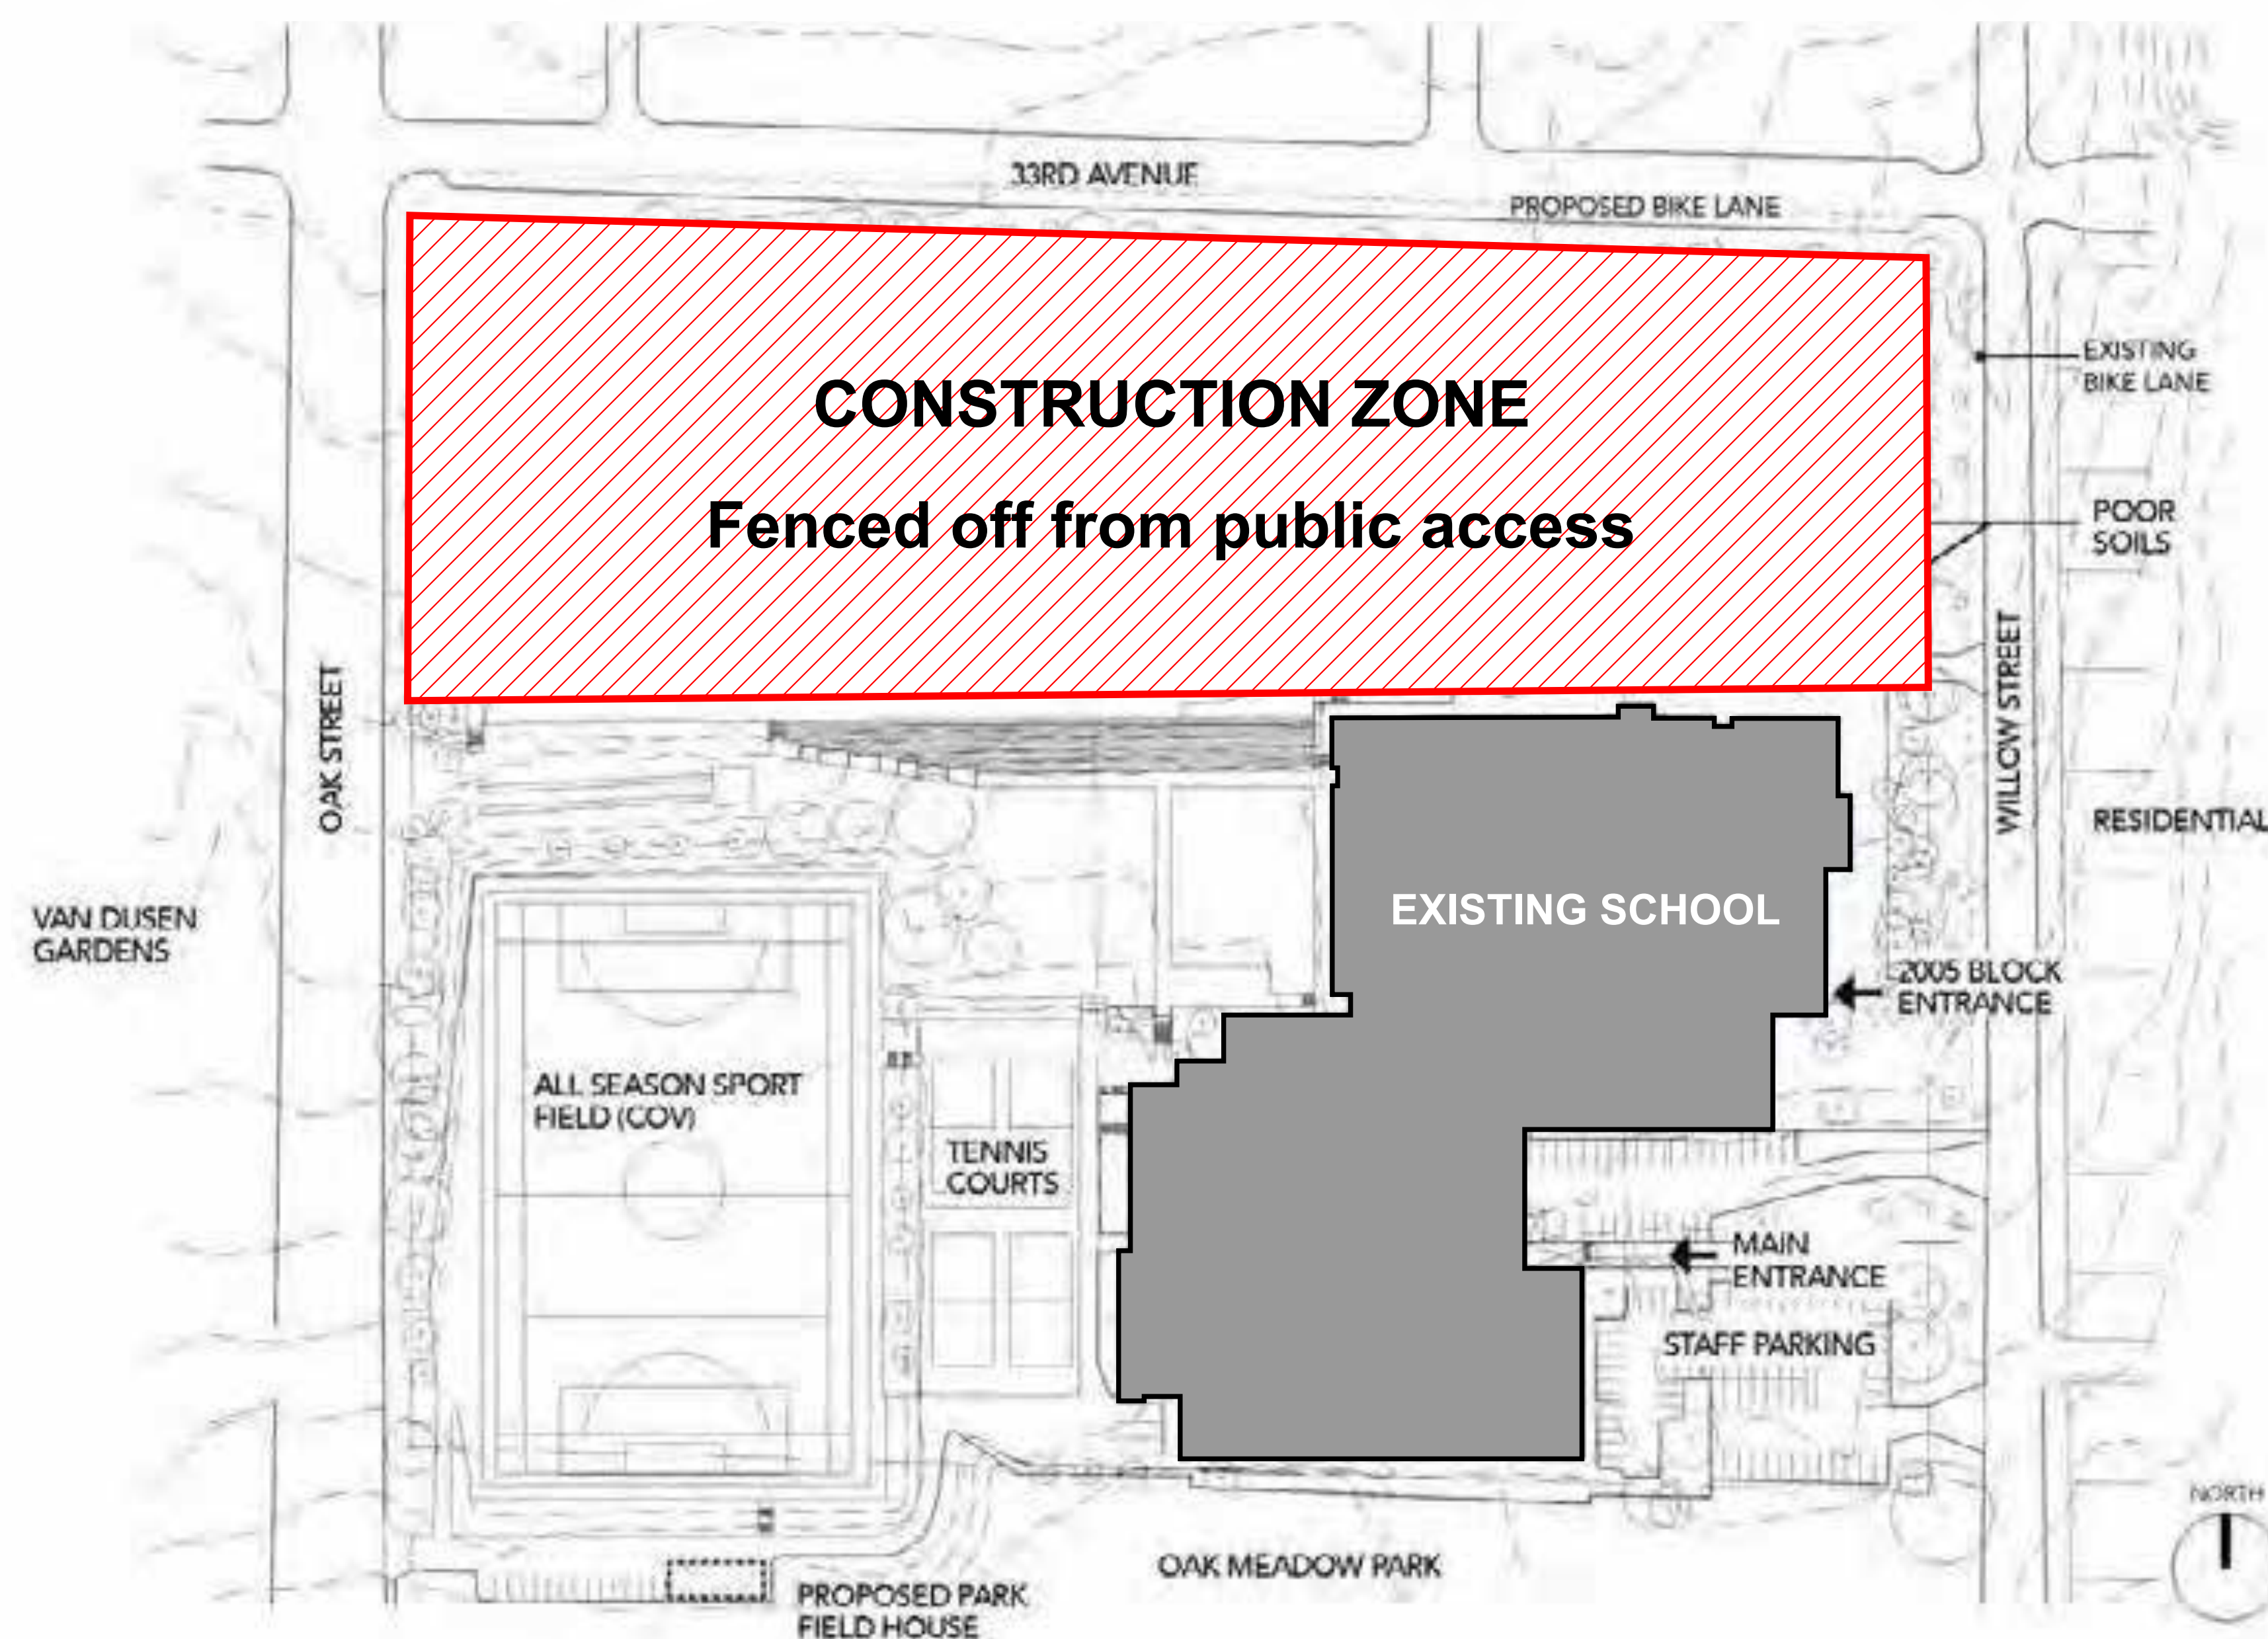 33RD AVENUE
PROPOSED BIKE LANE
CONSTRUCTION ZONE
Fenced off from public access
EXISTING
BIKE LANE
POOR
SOILS
OAK STREET
WILLOW STREET
RESIDENTIAL
VAN DUSEN
GARDENS
EXISTING SCHOOL
2005 BLOCK
ENTRANCE
ALL SEASON SPORT
FIELD (COV)
TENNIS
COURTS
MAIN
ENTRANCE
STAFF PARKING
NORTH
OAK MEADOW PARK
PROPOSED PARK
FIELD HOUSE